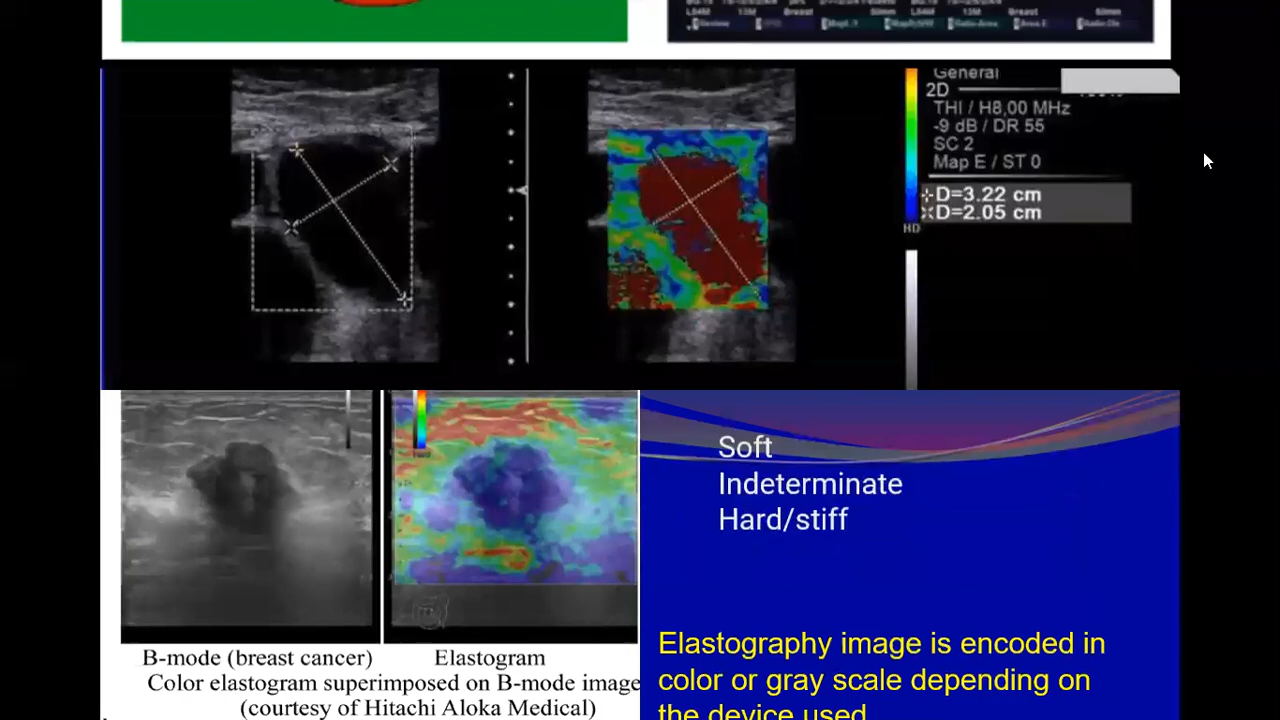 General
2D
THI / H8,00 MHz
-9 dB / DR 55
SC 2
Map E / ST 0
D=3.22 cm
D=2.05 cm
HD
Soft
Indeterminate
Hard/stiff
B-mode (breast cancer) Elastogram
Color elastogram superimposed on B-mode image
(courtesy of Hitachi Aloka Medical)
Elastography image is encoded in
color or gray scale depending on
the device used